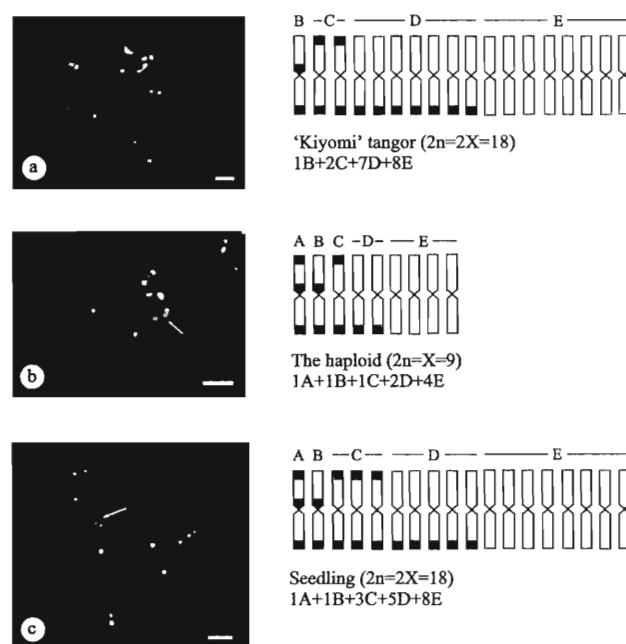 B –C– D E
a
'Kiyomi' tangor (2n=2X=18)
1B+2C+7D+8E
A B C –D– E
b
The haploid (2n=X=9)
1A+1B+1C+2D+4E
A B C D E
c
Seedling (2n=2X=18)
1A+1B+3C+5D+8E